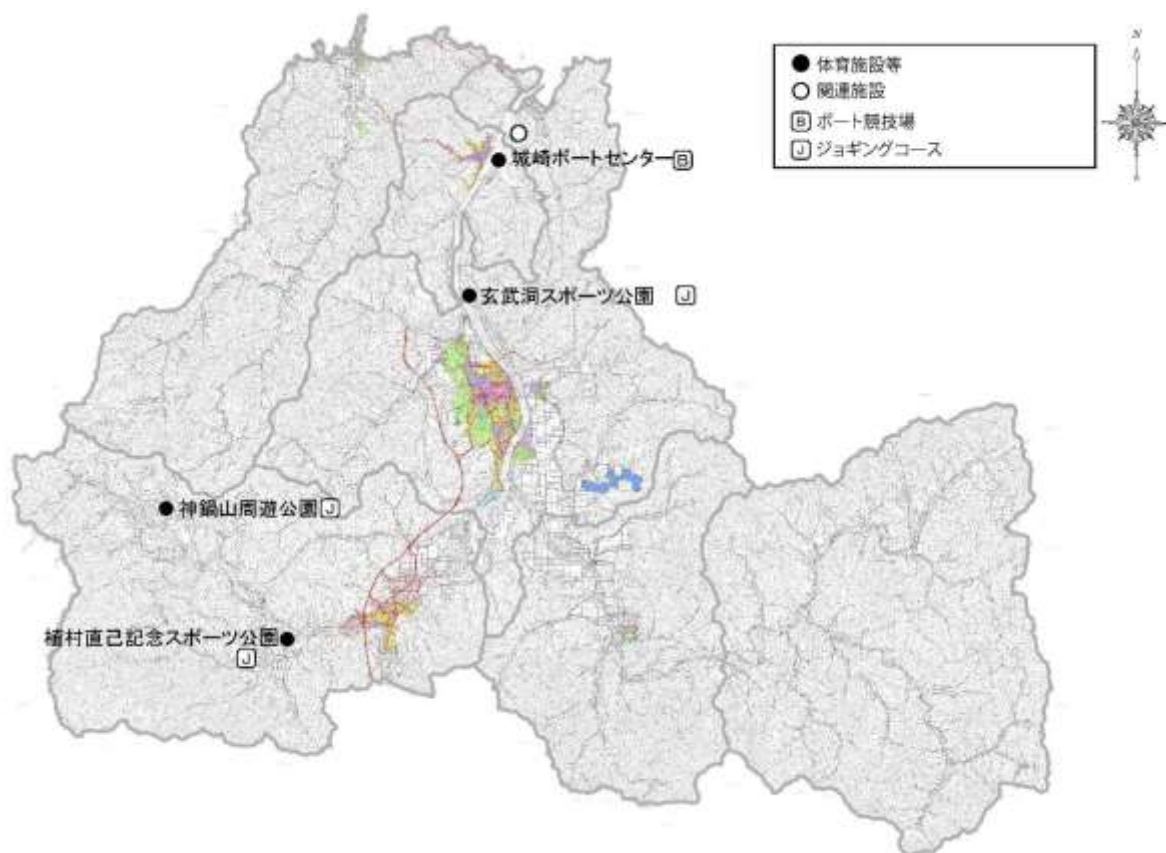 N
体育施設等
関連施設
B ボート競技場
J ジョギングコース
城崎ボートセンター B
玄武洞スポーツ公園 J
神鍋山周遊公園 J
植村直己記念スポーツ公園
J